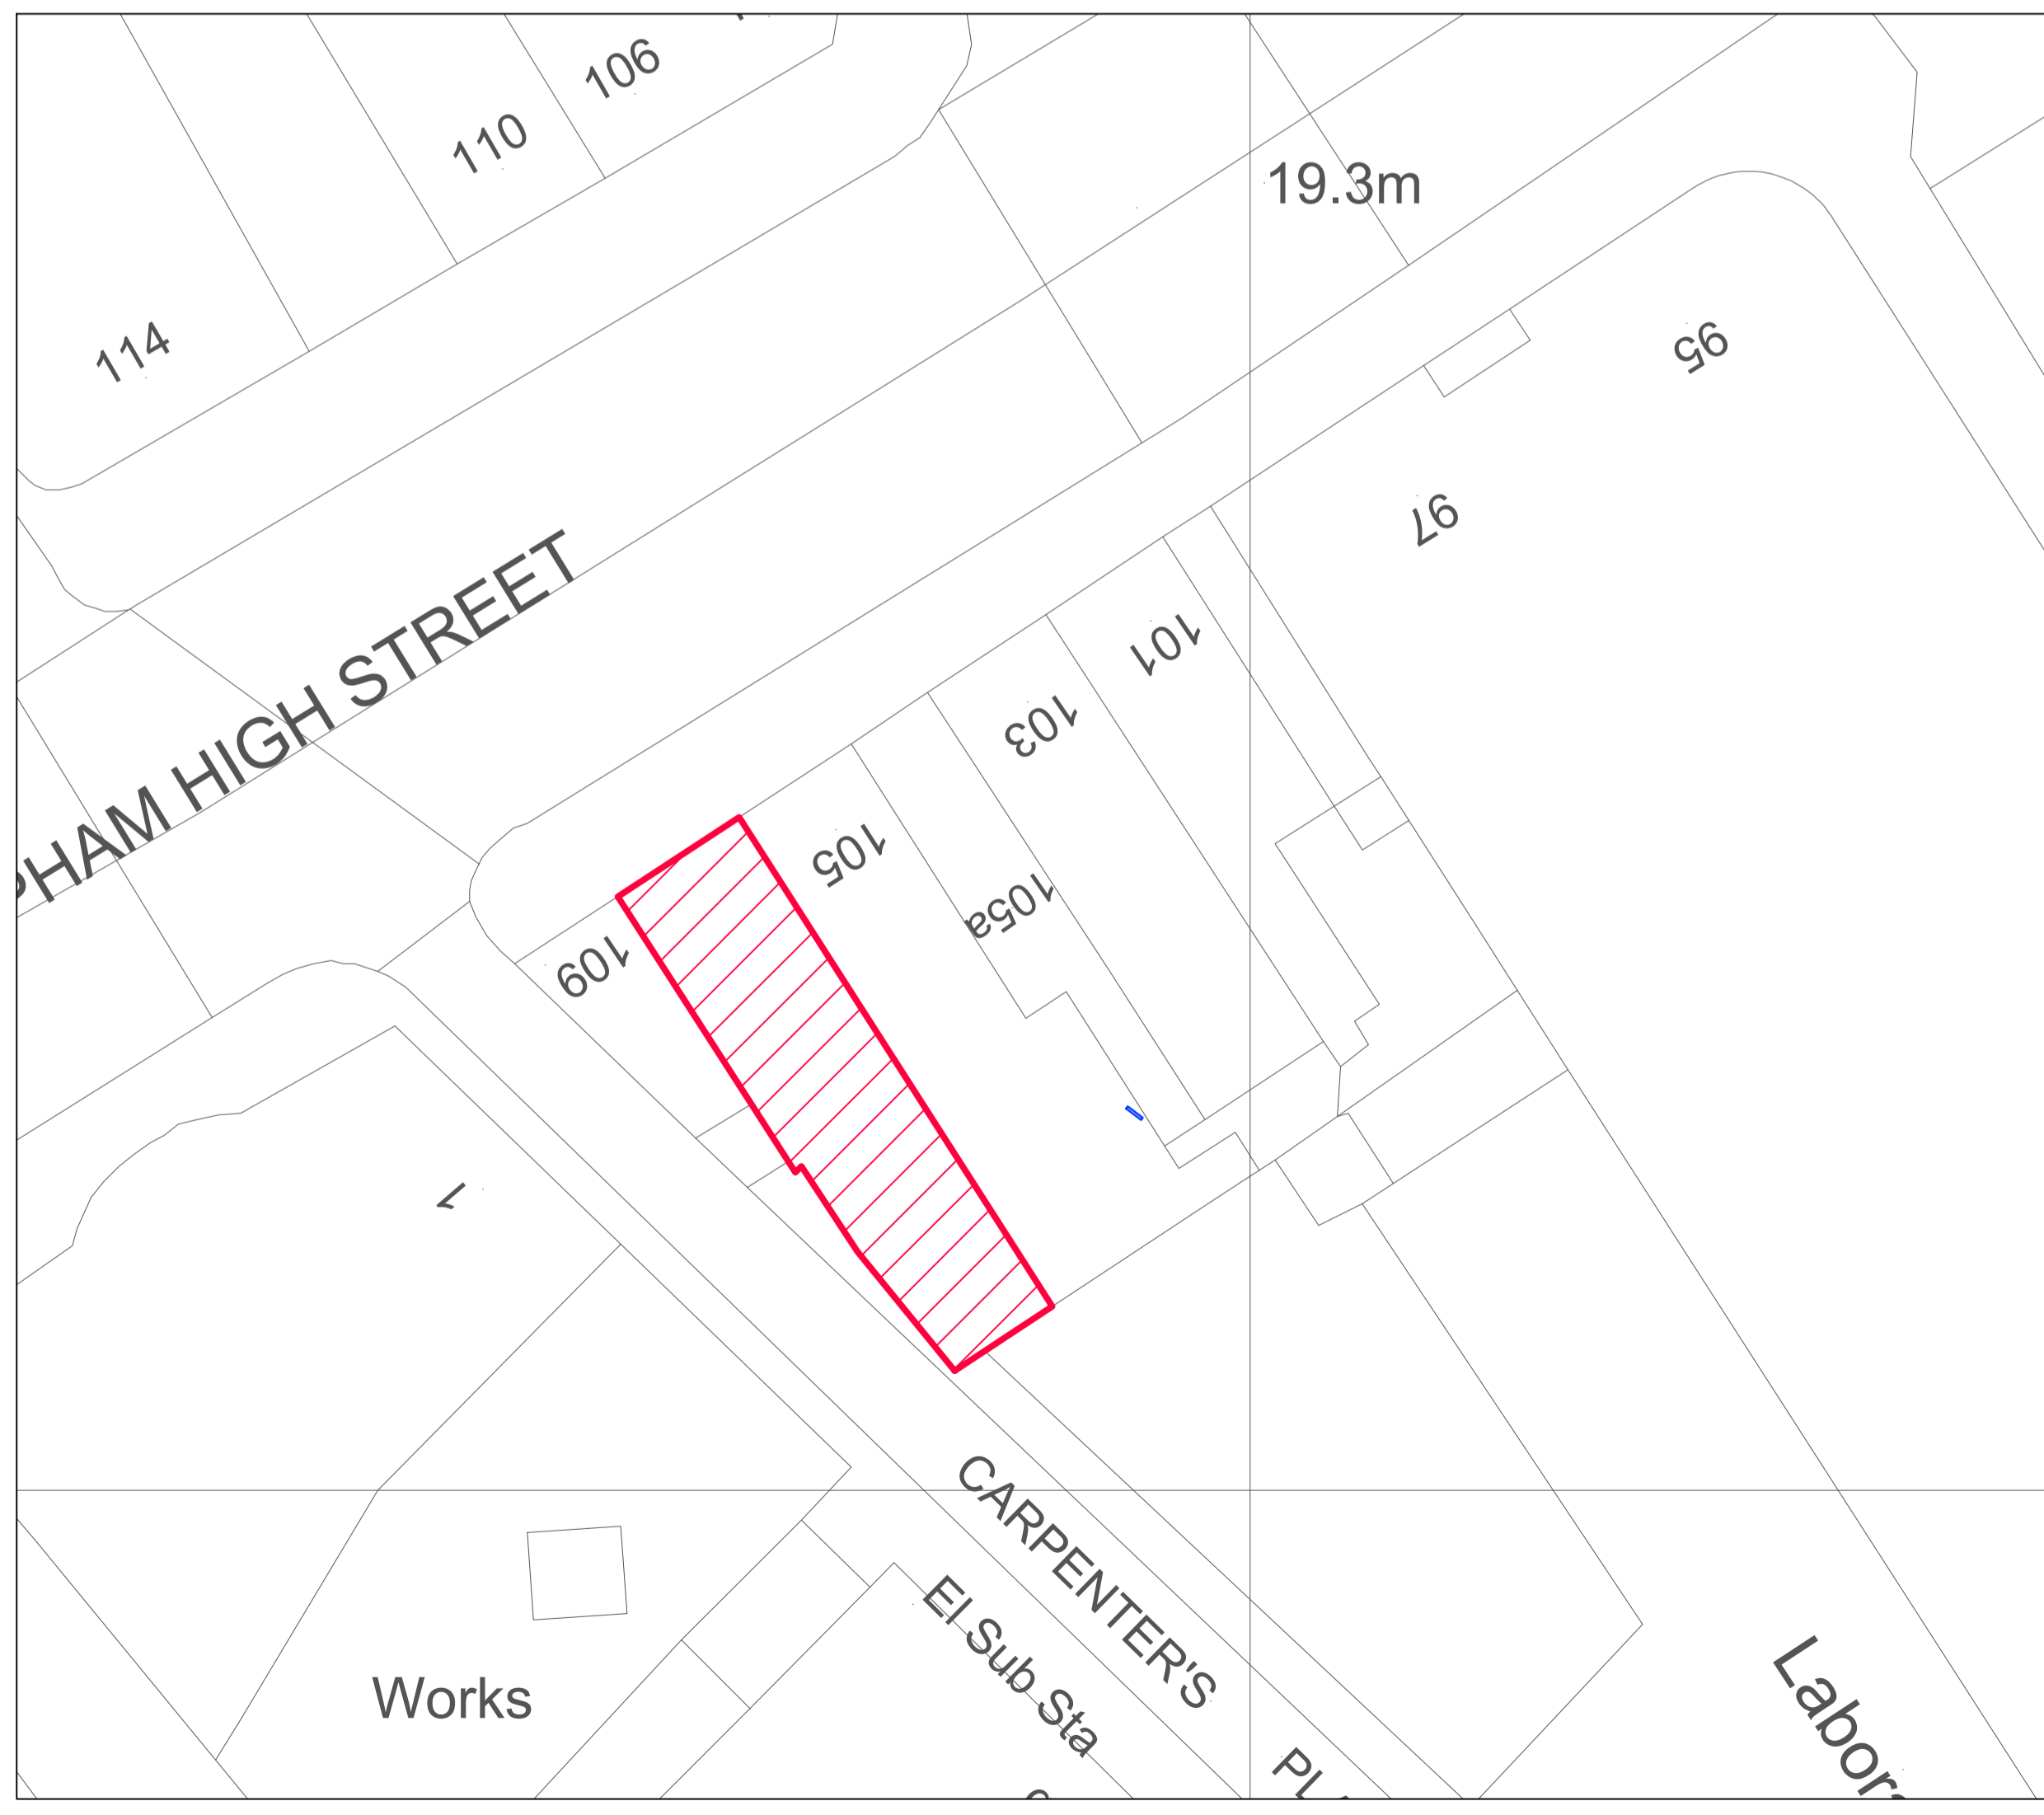 106
110
19.3m
114
95
97
HAM HIGH STREET
101
103
105
105a
109
1
CARPENTER'S
El Sub Sta
Works
PL
Labor